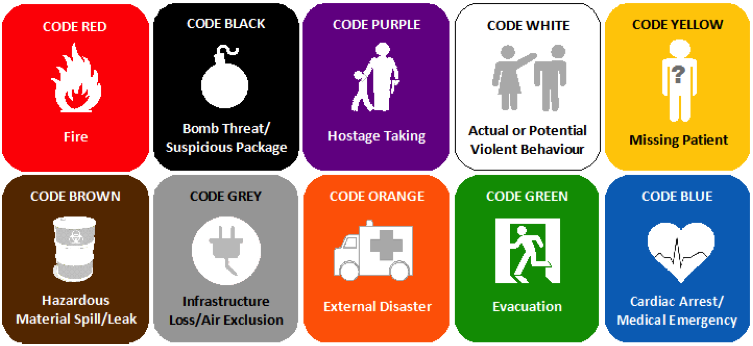 CODE RED
Fire
CODE BLACK
Bomb Threat/
Suspicious Package
CODE PURPLE
Hostage Taking
CODE WHITE
Actual or Potential
Violent Behaviour
CODE YELLOW
?
Missing Patient
CODE BROWN
Hazardous
Material Spill/Leak
CODE GREY
Infrastructure
Loss/Air Exclusion
CODE ORANGE
External Disaster
CODE GREEN
Evacuation
CODE BLUE
Cardiac Arrest/
Medical Emergency